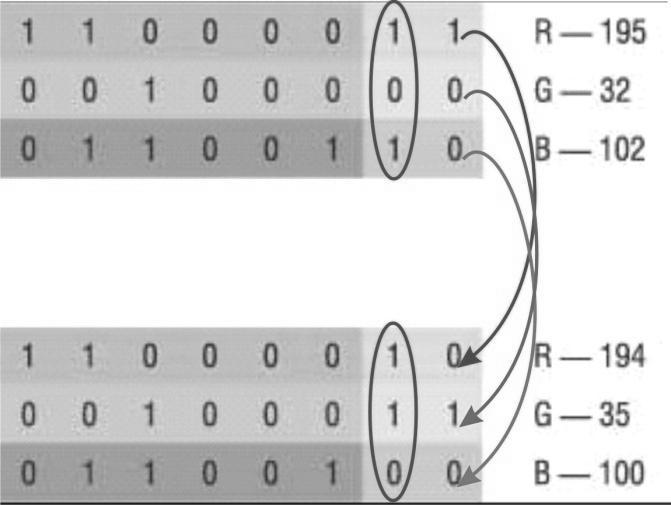 1 1 0 0 0 0 1 1 R — 195
0 0 1 0 0 0 0 0 G — 32
0 1 1 0 0 1 1 0 B — 102
1 1 0 0 0 0 1 0 R — 194
0 0 1 0 0 0 1 1 G — 35
0 1 1 0 0 1 0 0 B — 100